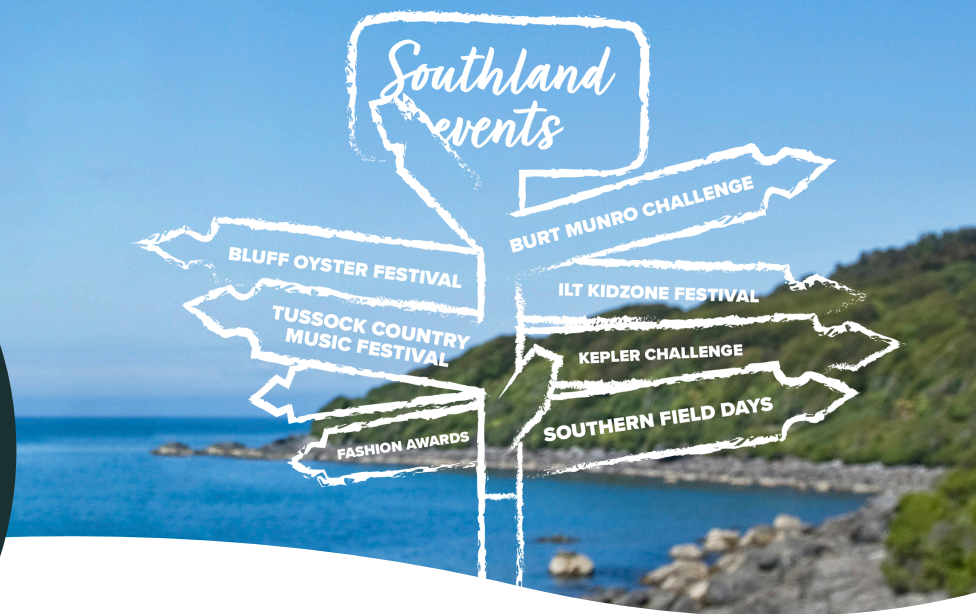 Southland
events
BURT MUNRO CHALLENGE
BLUFF OYSTER FESTIVAL
ILT KIDZONE FESTIVAL
TUSSOCK COUNTRY
MUSIC FESTIVAL
KEPLER CHALLENGE
SOUTHERN FIELD DAYS
FASHION AWARDS